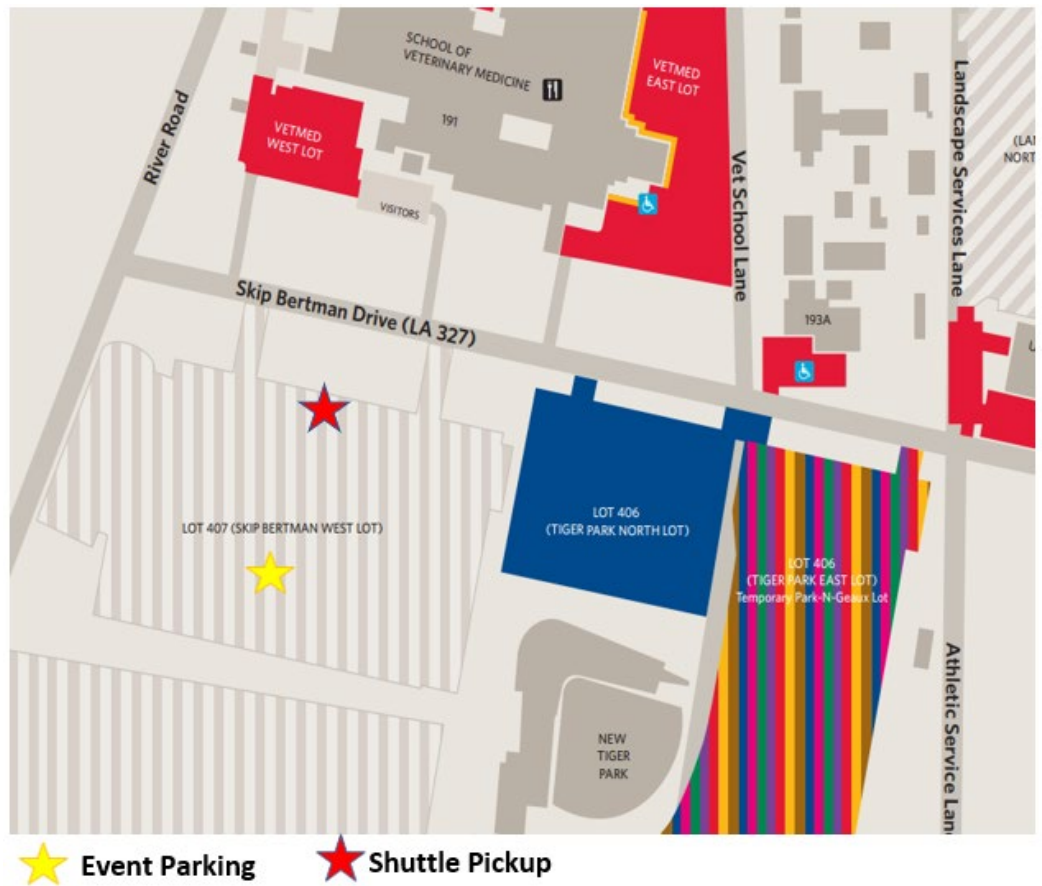 SCHOOL OF
VETERINARY MEDICINE
191
VETMED
EAST LOT
VETMED
WEST LOT
VISITORS
River Road
Vet School Lane
Landscape Services Lane
(LA
NORT
193A
U
Skip Bertman Drive (LA 327)
LOT 407 (SKIP BERTMAN WEST LOT)
LOT 406
(TIGER PARK NORTH LOT)
LOT 406
(TIGER PARK EAST LOT)
Temporary Park-N-Geaux Lot
NEW
TIGER
PARK
Athletic Service Lan
Event Parking
Shuttle Pickup